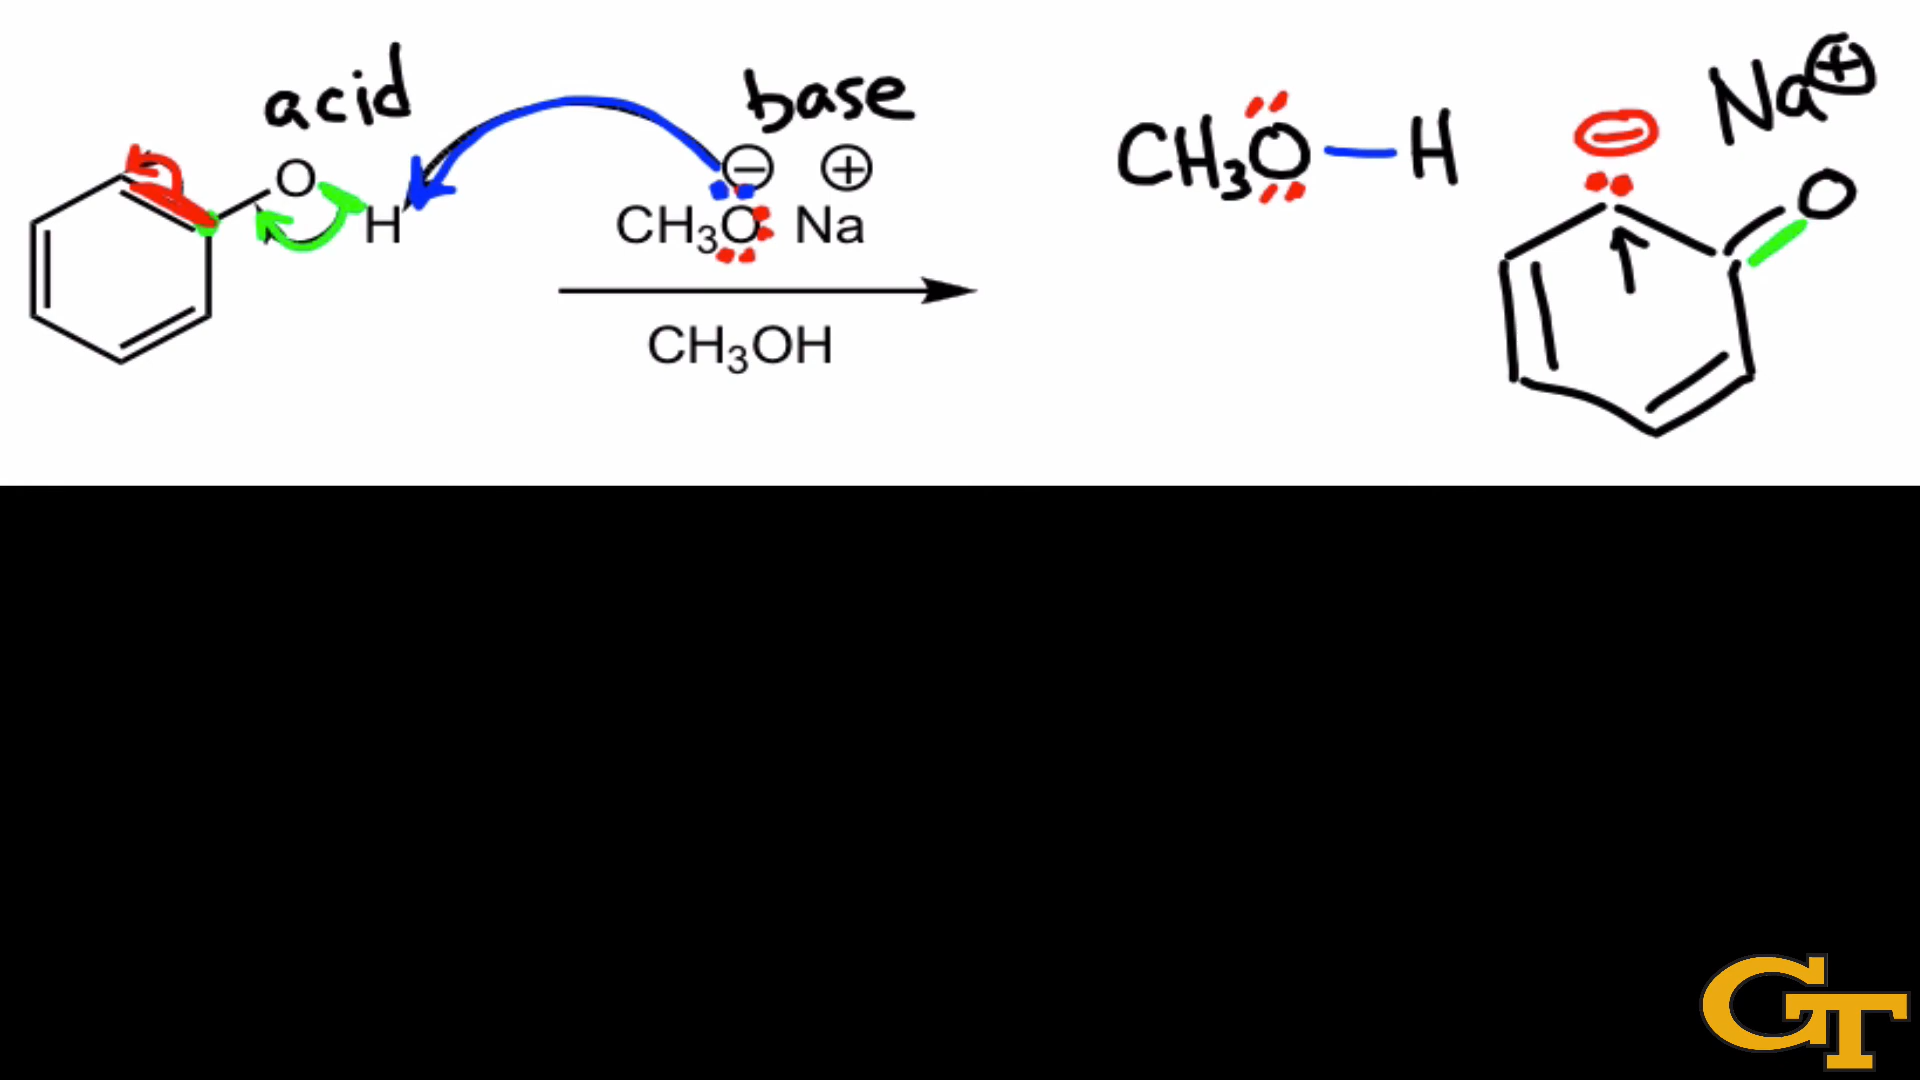 acid
base
O
H
⊖ ⊕
CH₃O Na
CH₃OH
CH₃O—H
⊖
Na⊕
O
GT